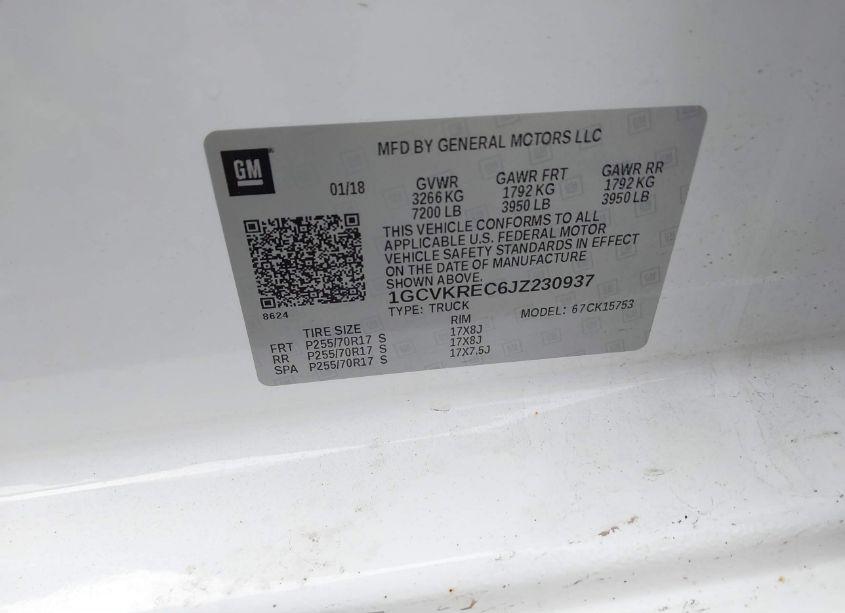 GM
MFD BY GENERAL MOTORS LLC
01/18
GVWR
3266 KG
7200 LB
GAWR FRT
1792 KG
3950 LB
GAWR RR
1792 KG
3950 LB
THIS VEHICLE CONFORMS TO ALL
APPLICABLE U.S. FEDERAL MOTOR
VEHICLE SAFETY STANDARDS IN EFFECT
ON THE DATE OF MANUFACTURE
SHOWN ABOVE.
1GCVKREC6JZ230937
TYPE: TRUCK MODEL: 67CK15753
8624
TIRE SIZE RIM
FRT P255/70R17 S 17X8J
RR P255/70R17 S 17X8J
SPA P255/70R17 S 17X7.5J